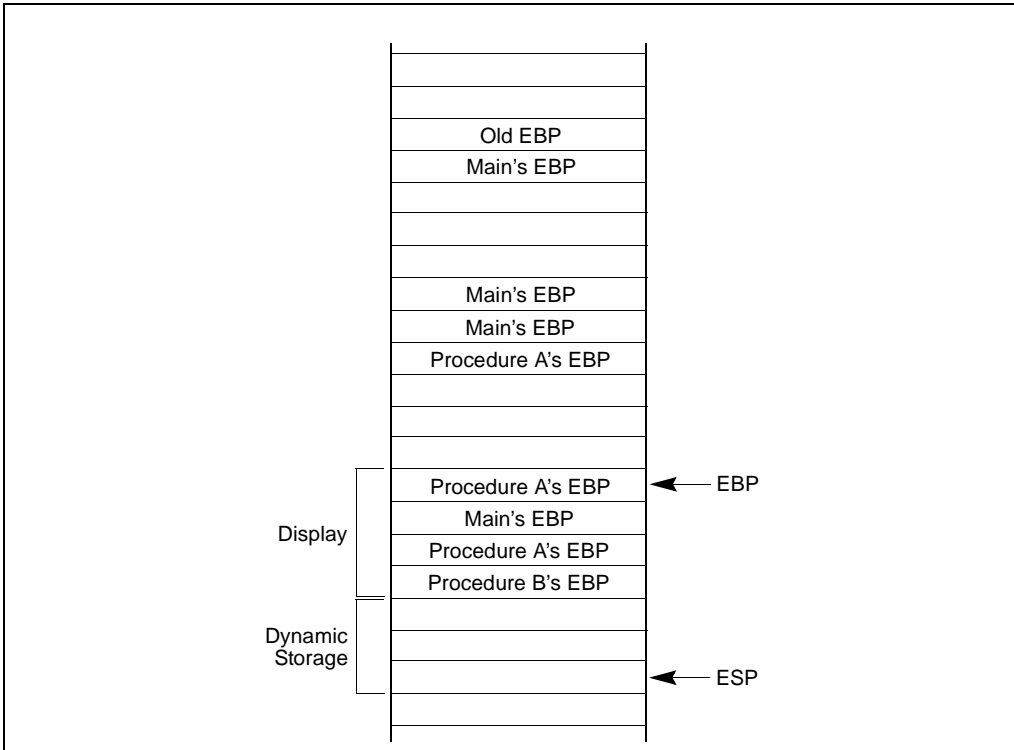 Old EBP
Main's EBP
Main's EBP
Main's EBP
Procedure A's EBP
Procedure A's EBP
EBP
Main's EBP
Display
Procedure A's EBP
Procedure B's EBP
Dynamic
Storage
ESP